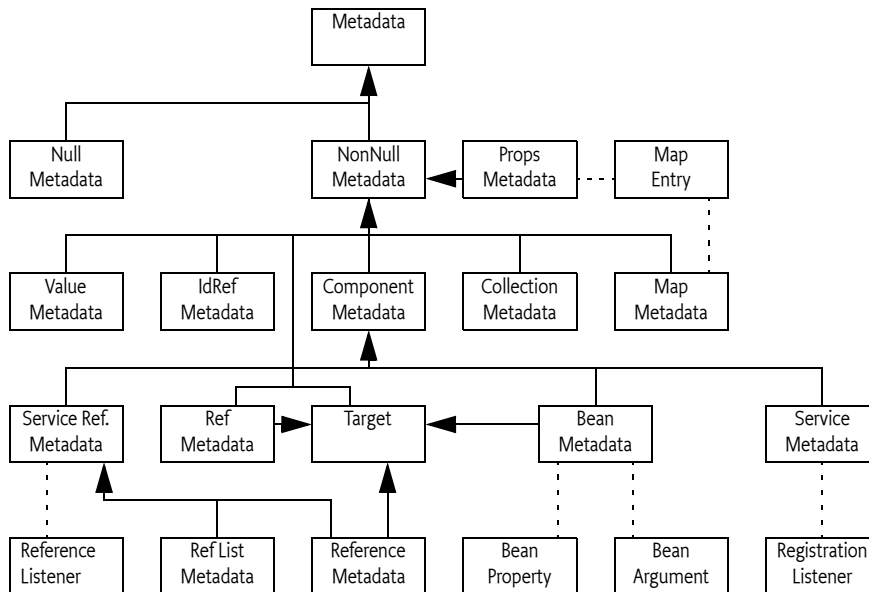 Metadata
Null
Metadata
NonNull
Metadata
Props
Metadata
Map
Entry
Value
Metadata
IdRef
Metadata
Component
Metadata
Collection
Metadata
Map
Metadata
Service Ref.
Metadata
Ref
Metadata
Target
Bean
Metadata
Service
Metadata
Reference
Listener
Ref List
Metadata
Reference
Metadata
Bean
Property
Bean
Argument
Registration
Listener